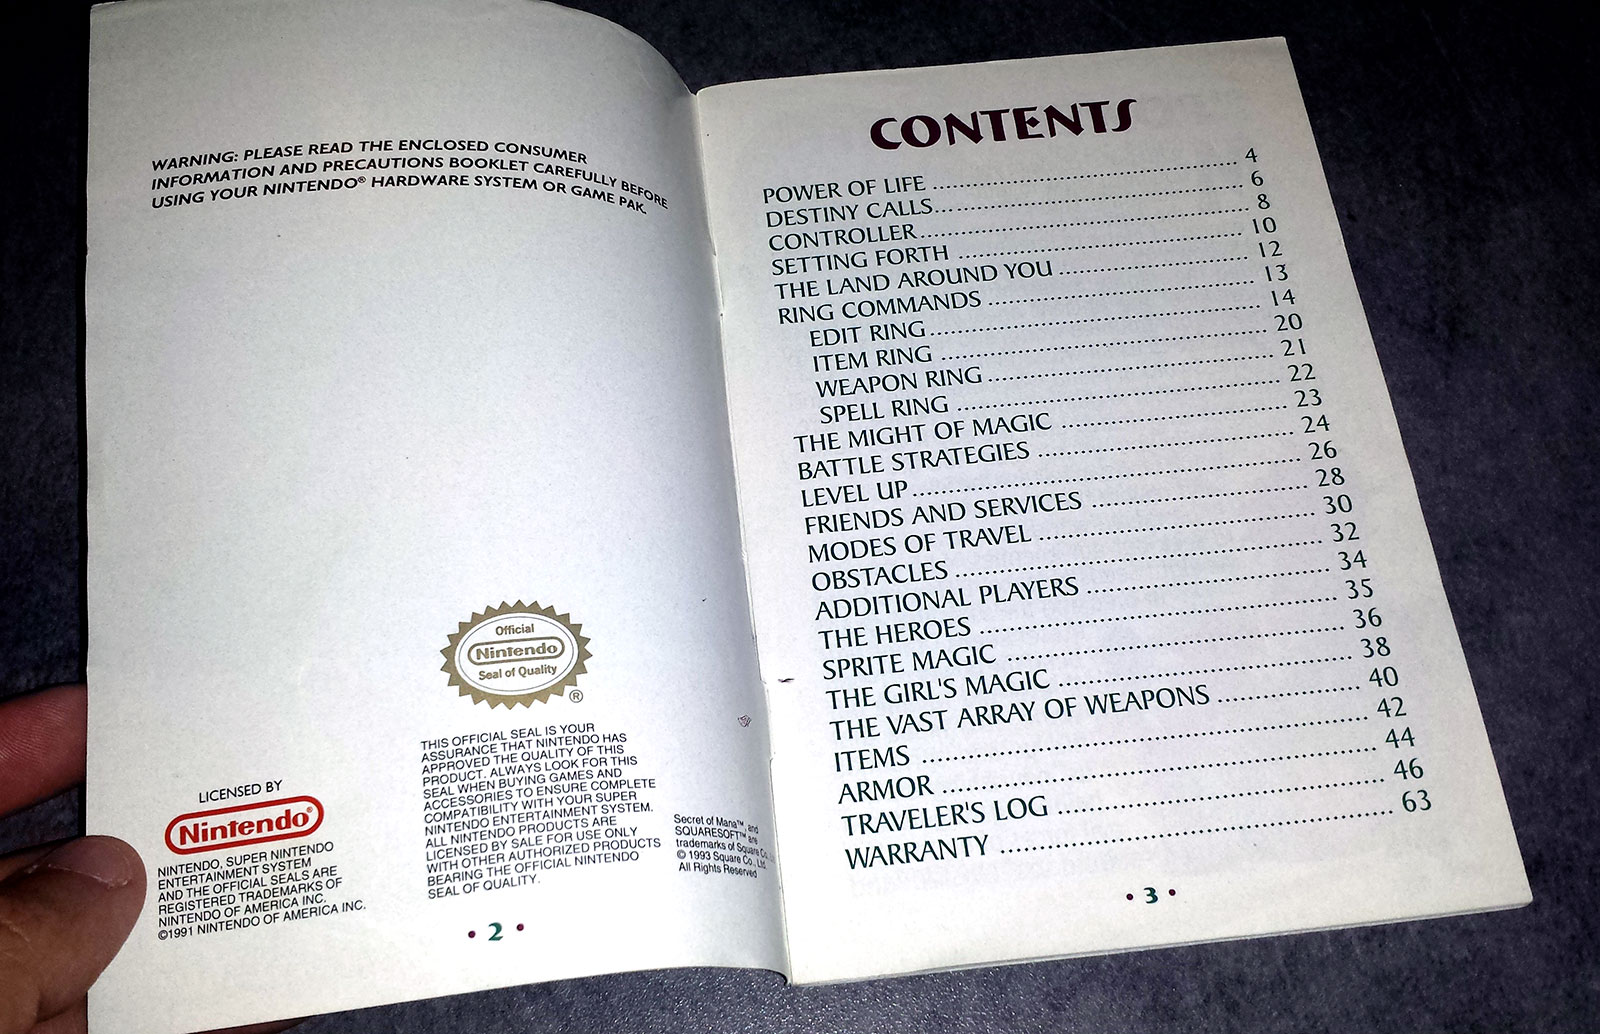 WARNING: PLEASE READ THE ENCLOSED CONSUMER
INFORMATION AND PRECAUTIONS BOOKLET CAREFULLY BEFORE
USING YOUR NINTENDO® HARDWARE SYSTEM OR GAME PAK.
Official
Nintendo
Seal of Quality
®
THIS OFFICIAL SEAL IS YOUR
ASSURANCE THAT NINTENDO HAS
APPROVED THE QUALITY OF THIS
PRODUCT. ALWAYS LOOK FOR THIS
SEAL WHEN BUYING GAMES AND
ACCESSORIES TO ENSURE COMPLETE
COMPATIBILITY WITH YOUR SUPER
NINTENDO ENTERTAINMENT SYSTEM.
ALL NINTENDO PRODUCTS ARE
LICENSED BY SALE FOR USE ONLY
WITH OTHER AUTHORIZED PRODUCTS
BEARING THE OFFICIAL NINTENDO
SEAL OF QUALITY.
LICENSED BY
Nintendo®
NINTENDO, SUPER NINTENDO
ENTERTAINMENT SYSTEM
AND THE OFFICIAL SEALS ARE
REGISTERED TRADEMARKS OF
NINTENDO OF AMERICA INC.
©1991 NINTENDO OF AMERICA INC.
Secret of Mana™, and
SQUARESOFT™ are
trademarks of Square Co.,
© 1993 Square Co., Ltd.
All Rights Reserved
• 2 •
CONTENTS
POWER OF LIFE ........ 4
DESTINY CALLS ........ 6
CONTROLLER ........ 8
SETTING FORTH ........ 10
THE LAND AROUND YOU ........ 12
RING COMMANDS ........ 13
EDIT RING ........ 14
ITEM RING ........ 20
WEAPON RING ........ 21
SPELL RING ........ 22
THE MIGHT OF MAGIC ........ 23
BATTLE STRATEGIES ........ 24
LEVEL UP ........ 26
FRIENDS AND SERVICES ........ 28
MODES OF TRAVEL ........ 30
OBSTACLES ........ 32
ADDITIONAL PLAYERS ........ 34
THE HEROES ........ 35
SPRITE MAGIC ........ 36
THE GIRL'S MAGIC ........ 38
THE VAST ARRAY OF WEAPONS ........ 40
ITEMS ........ 42
ARMOR ........ 44
TRAVELER'S LOG ........ 46
WARRANTY ........ 63
• 3 •